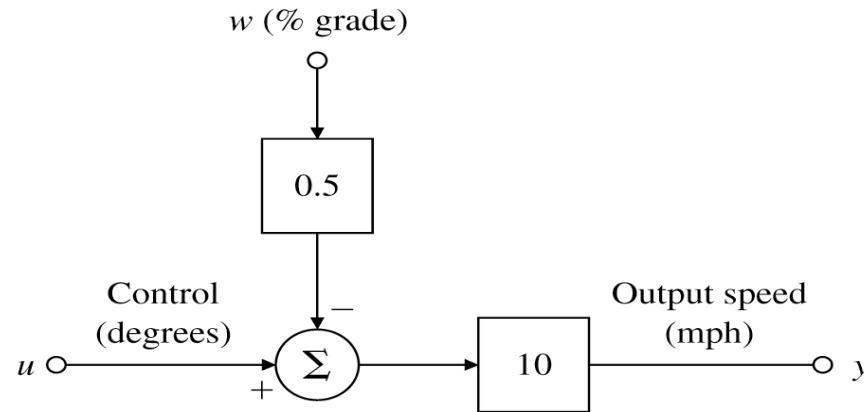 w (% grade)
0.5
Control
(degrees)
−
Output speed
(mph)
u
+
Σ
10
y